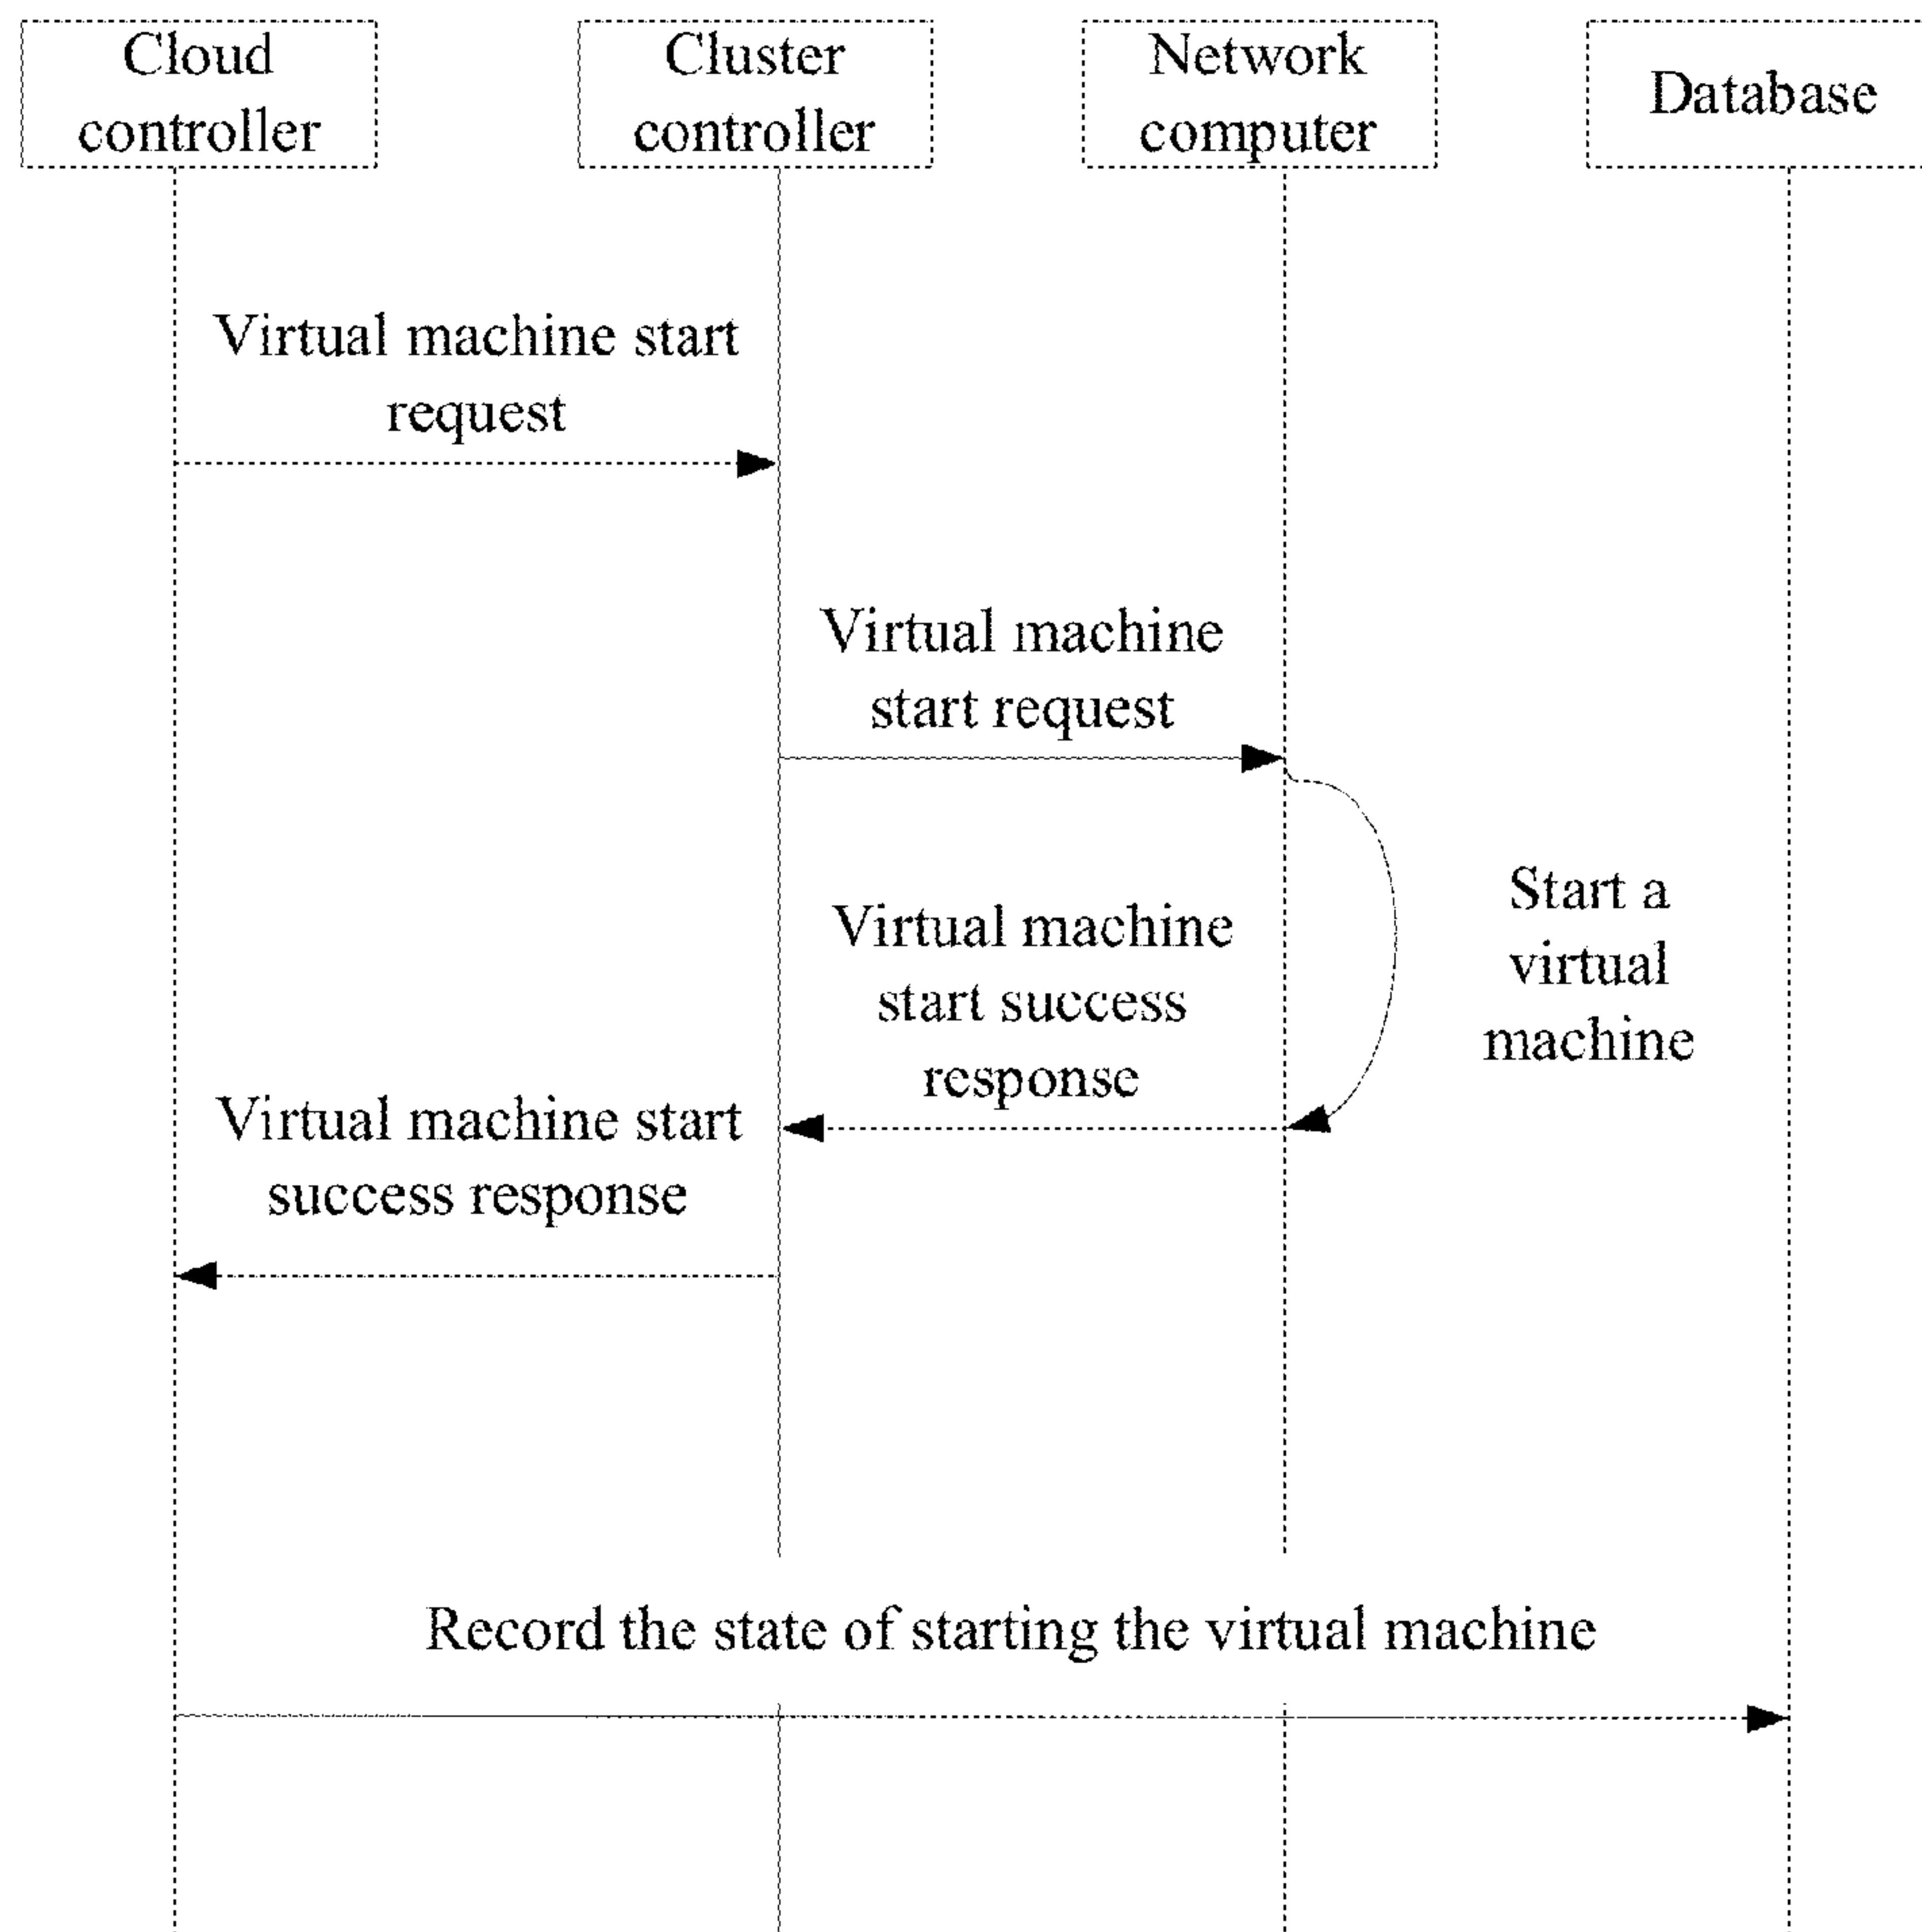 Cloud
controller
Cluster
controller
Network
computer
Database
Virtual machine start
request
Virtual machine
start request
Start a
virtual
machine
Virtual machine
start success
response
Virtual machine start
success response
Record the state of starting the virtual machine